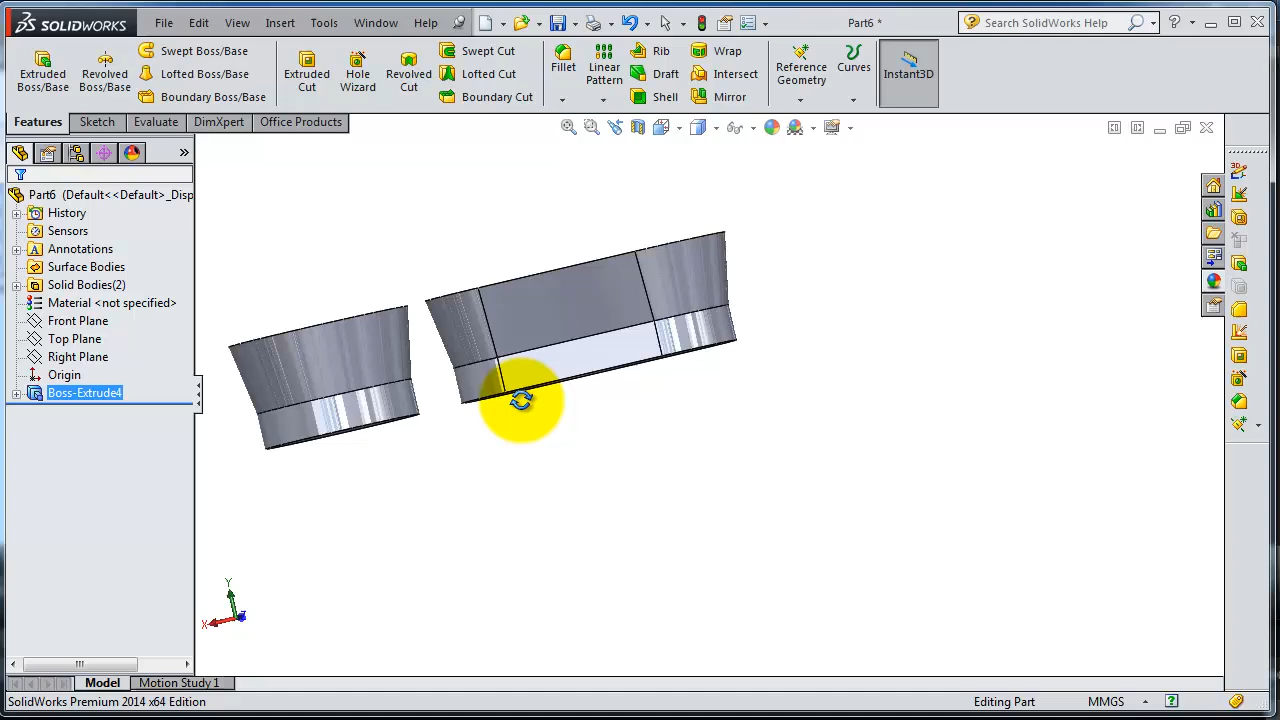 SOLIDWORKS File Edit View Insert Tools Window Help Part6 * Search SolidWorks Help
Extruded Boss/Base
Revolved Boss/Base
Swept Boss/Base
Lofted Boss/Base
Boundary Boss/Base
Extruded Cut
Hole Wizard
Revolved Cut
Swept Cut
Lofted Cut
Boundary Cut
Fillet
Linear Pattern
Rib
Draft
Shell
Wrap
Intersect
Mirror
Reference Geometry
Curves
Instant3D
Features Sketch Evaluate DimXpert Office Products
Part6 (Default<<Default>_Disp
History
Sensors
A Annotations
Surface Bodies
Solid Bodies(2)
Material <not specified>
Front Plane
Top Plane
Right Plane
Origin
Boss-Extrude4
Y
X
Z
Model Motion Study 1
SolidWorks Premium 2014 x64 Edition Editing Part MMGS